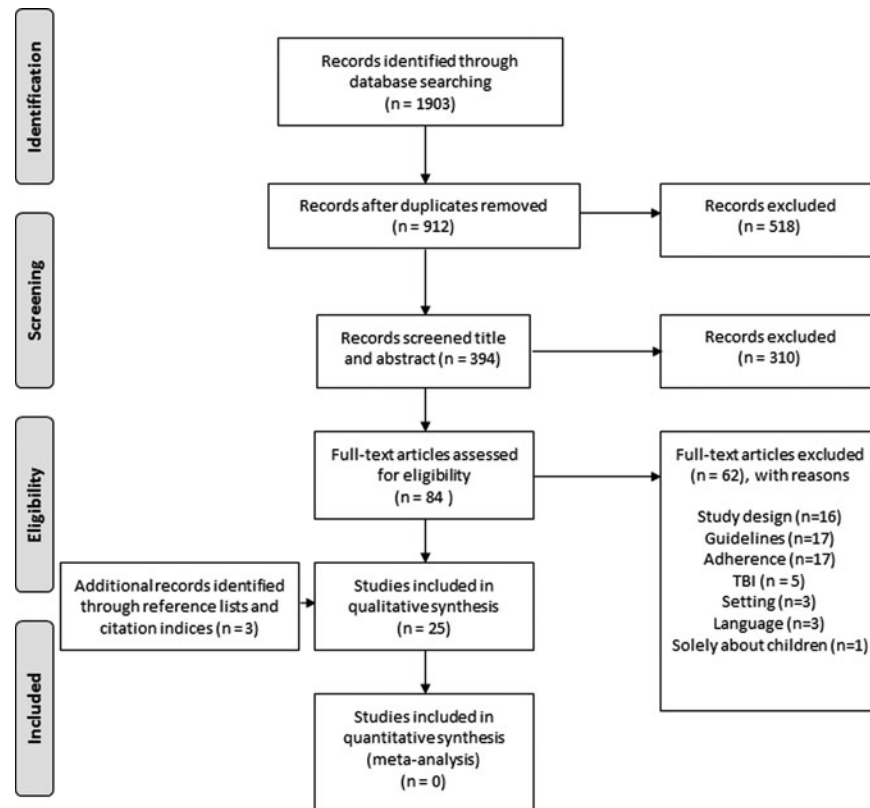 Identification
Records identified through
database searching
(n = 1903)
Records after duplicates removed
(n = 912)
Records excluded
(n = 518)
Screening
Records screened title
and abstract (n = 394)
Records excluded
(n = 310)
Eligibility
Full-text articles assessed
for eligibility
(n = 84 )
Full-text articles excluded
(n = 62), with reasons
Study design (n=16)
Guidelines (n=17)
Adherence (n=17)
TBI (n = 5)
Setting (n=3)
Language (n=3)
Solely about children (n=1)
Additional records identified
through reference lists and
citation indices (n = 3)
Studies included in
qualitative synthesis
(n = 25)
Included
Studies included in
quantitative synthesis
(meta-analysis)
(n = 0)